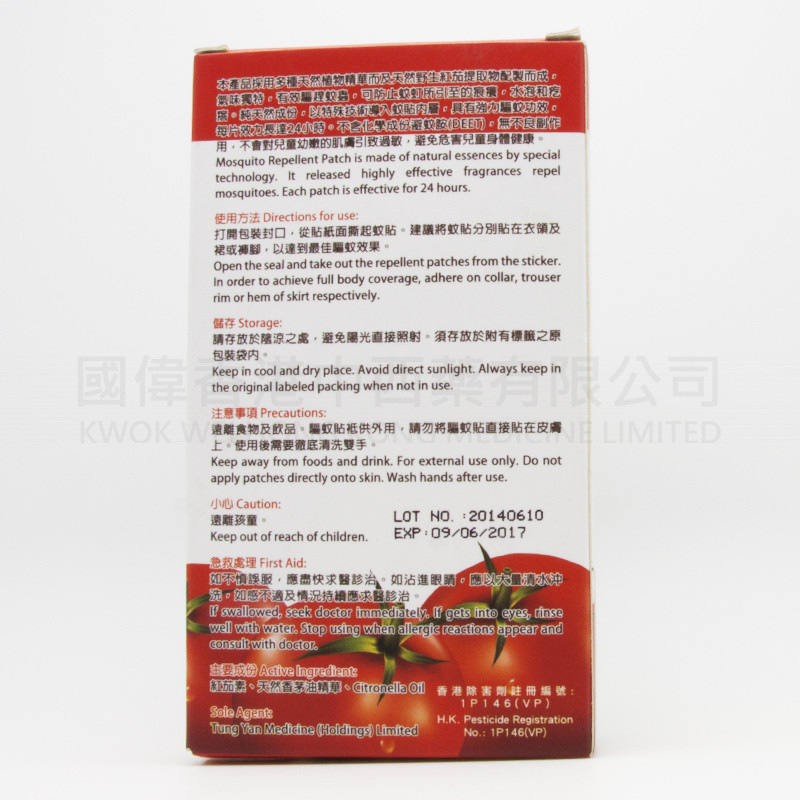 本產品採用多種天然植物精華而及天然野生紅茄提取物配製而成，
氣味獨特，有效驅趕蚊蟲，可防止蚊虰所引至的痕癢，水泡和疙
瘩。純天然成份，以特殊技術導入蚊貼內層，具有強力驅蚊功效，
每片效力長達24小時。不含化學成份避蚊胺(DEET)，無不良副作
用，不會對兒童幼嫩的肌膚引致過敏，避免危害兒童身體健康。
Mosquito Repellent Patch is made of natural essences by special
technology. It released highly effective fragrances repel
mosquitoes. Each patch is effective for 24 hours.
使用方法 Directions for use:
打開包裝封口，從貼紙面撕起蚊貼。建議將蚊貼分別貼在衣領及
裙或褲腳，以達到最佳驅蚊效果。
Open the seal and take out the repellent patches from the sticker.
In order to achieve full body coverage, adhere on collar, trouser
rim or hem of skirt respectively.
儲存 Storage:
請存放於陰涼之處，避免陽光直接照射。須存放於附有標籤之原
包裝袋內。
Keep in cool and dry place. Avoid direct sunlight. Always keep in
the original labeled packing when not in use.
注意事項 Precautions:
遠離食物及飲品。驅蚊貼衹供外用，請勿將驅蚊貼直接貼在皮膚
上。使用後需要徹底清洗雙手。
Keep away from foods and drink. For external use only. Do not
apply patches directly onto skin. Wash hands after use.
小心 Caution:
遠離孩童。
Keep out of reach of children.
LOT NO. :20140610
EXP:09/06/2017
急救處理 First Aid:
如不慎誤服，應盡快求醫診治。如沾進眼睛，應以大量清水沖
洗，如感不適及情況持續應求醫診治。
If swallowed, seek doctor immediately. If gets into eyes, rinse
well with water. Stop using when allergic reactions appear and
consult with doctor.
主要成份 Active Ingredient:
紅茄素、天然香茅油精華、Citronella Oil
Sole Agent:
Tung Yan Medicine (Holdings) Limited
香港除害劑註冊編號：
1P146(VP)
H.K. Pesticide Registration
No.: 1P146(VP)
國偉香港中西藥有限公司
KWOK W NG MEDICINE LIMITED